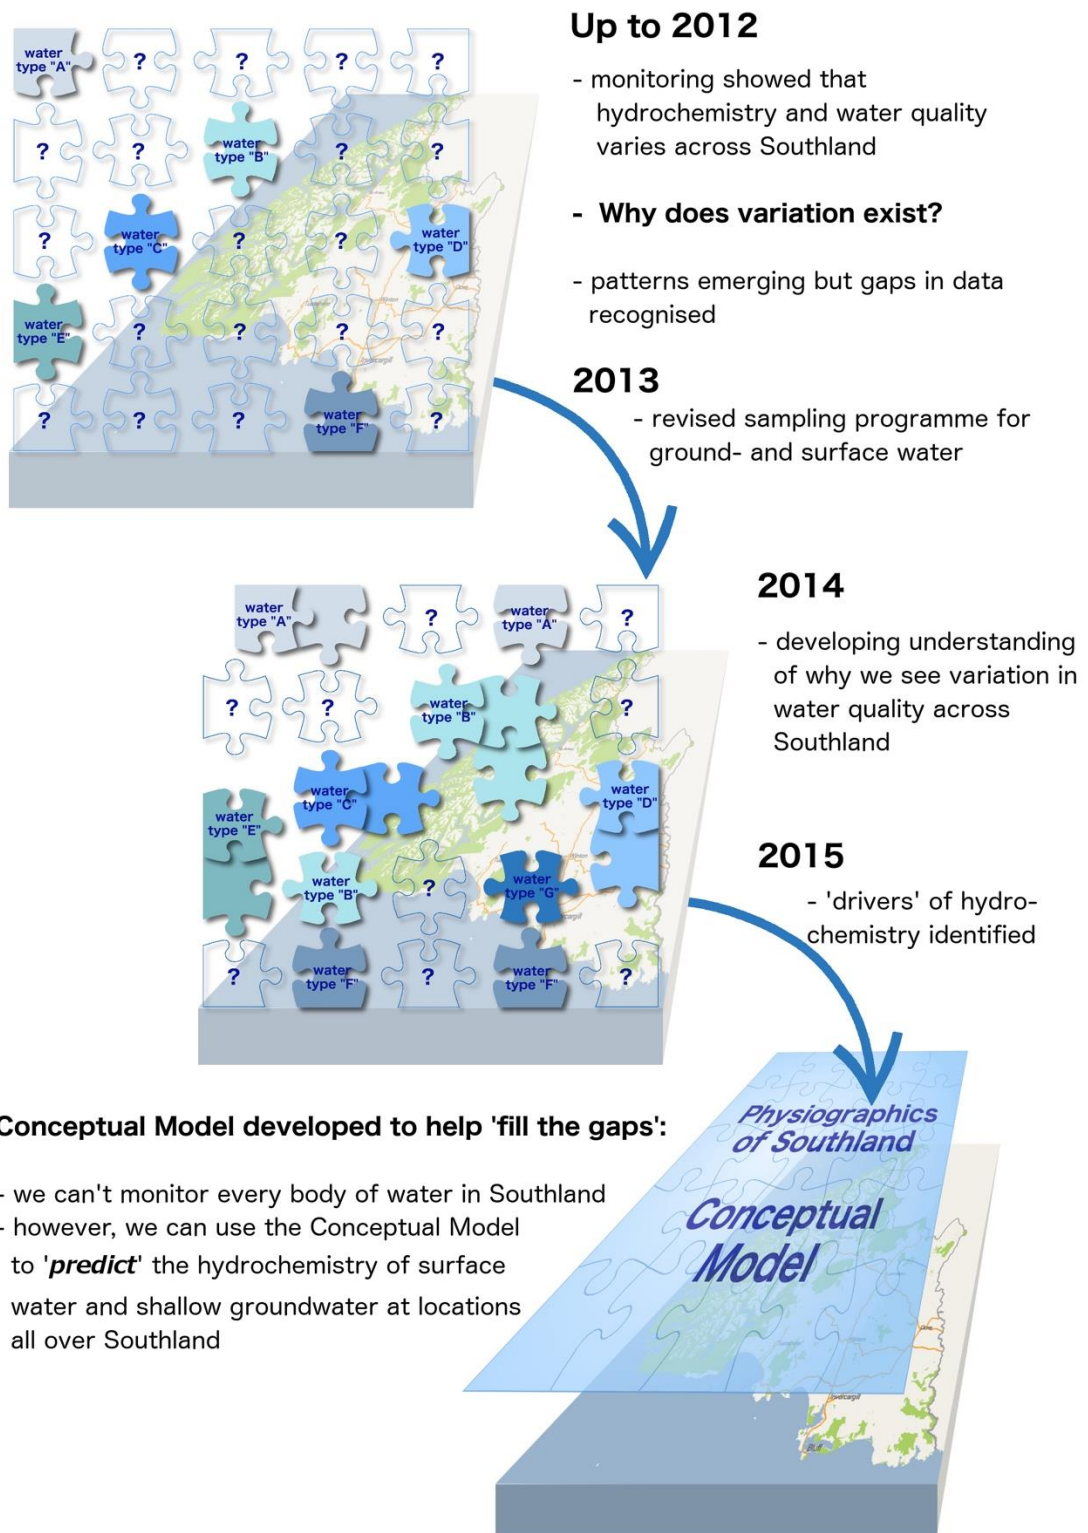 Up to 2012
- monitoring showed that
hydrochemistry and water quality
varies across Southland
- Why does variation exist?
- patterns emerging but gaps in data
recognised
water
type "A"
?
?
?
?
?
?
water
type "B"
?
?
?
water
type "C"
?
?
water
type "D"
water
type "E"
?
?
?
?
?
?
?
water
type "F"
?
Invercargill
2013
- revised sampling programme for
ground- and surface water
2014
- developing understanding
of why we see variation in
water quality across
Southland
water
type "A"
?
water
type "A"
?
?
?
water
type "B"
?
water
type "E"
water
type "C"
water
type "D"
water
type "B"
?
water
type "G"
?
water
type "F"
?
water
type "F"
?
2015
- 'drivers' of hydro-
chemistry identified
Physiographics
of Southland
Conceptual
Model
Invercargill
Bluff
Conceptual Model developed to help 'fill the gaps':
- we can't monitor every body of water in Southland
- however, we can use the Conceptual Model
to 'predict' the hydrochemistry of surface
water and shallow groundwater at locations
all over Southland